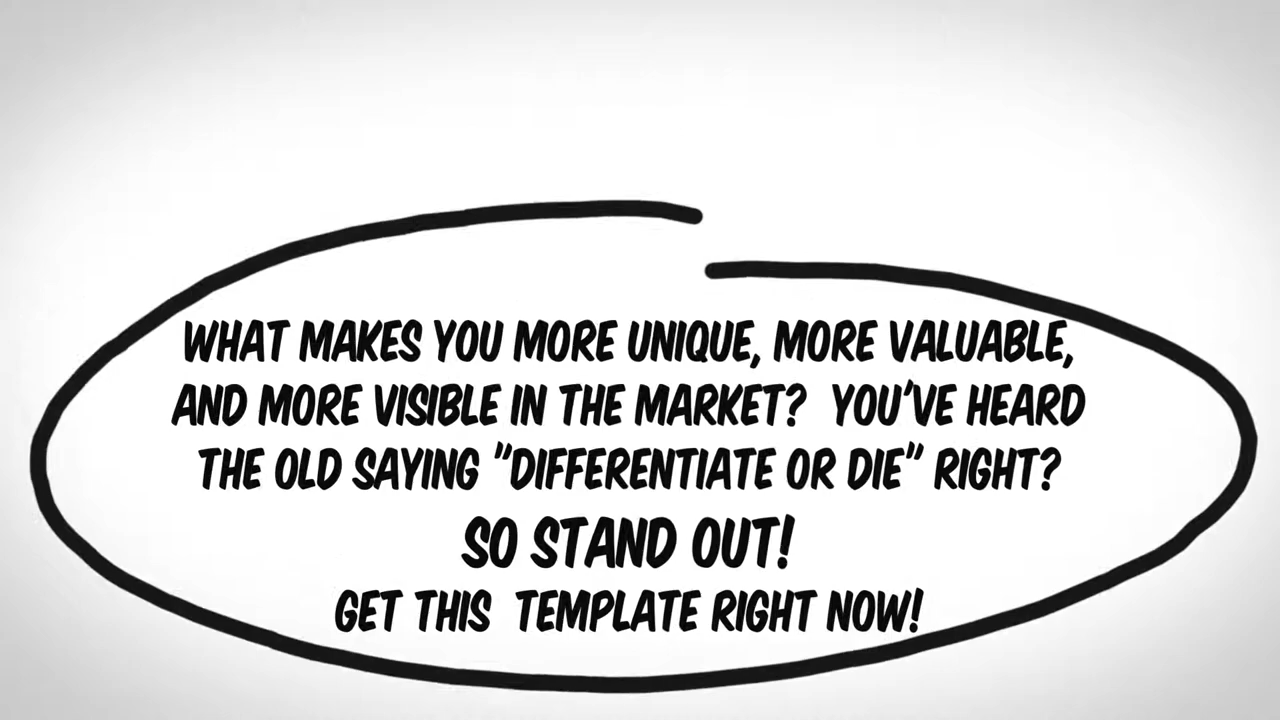 WHAT MAKES YOU MORE UNIQUE, MORE VALUABLE,
AND MORE VISIBLE IN THE MARKET? YOU'VE HEARD
THE OLD SAYING "DIFFERENTIATE OR DIE" RIGHT?
SO STAND OUT!
GET THIS TEMPLATE RIGHT NOW!